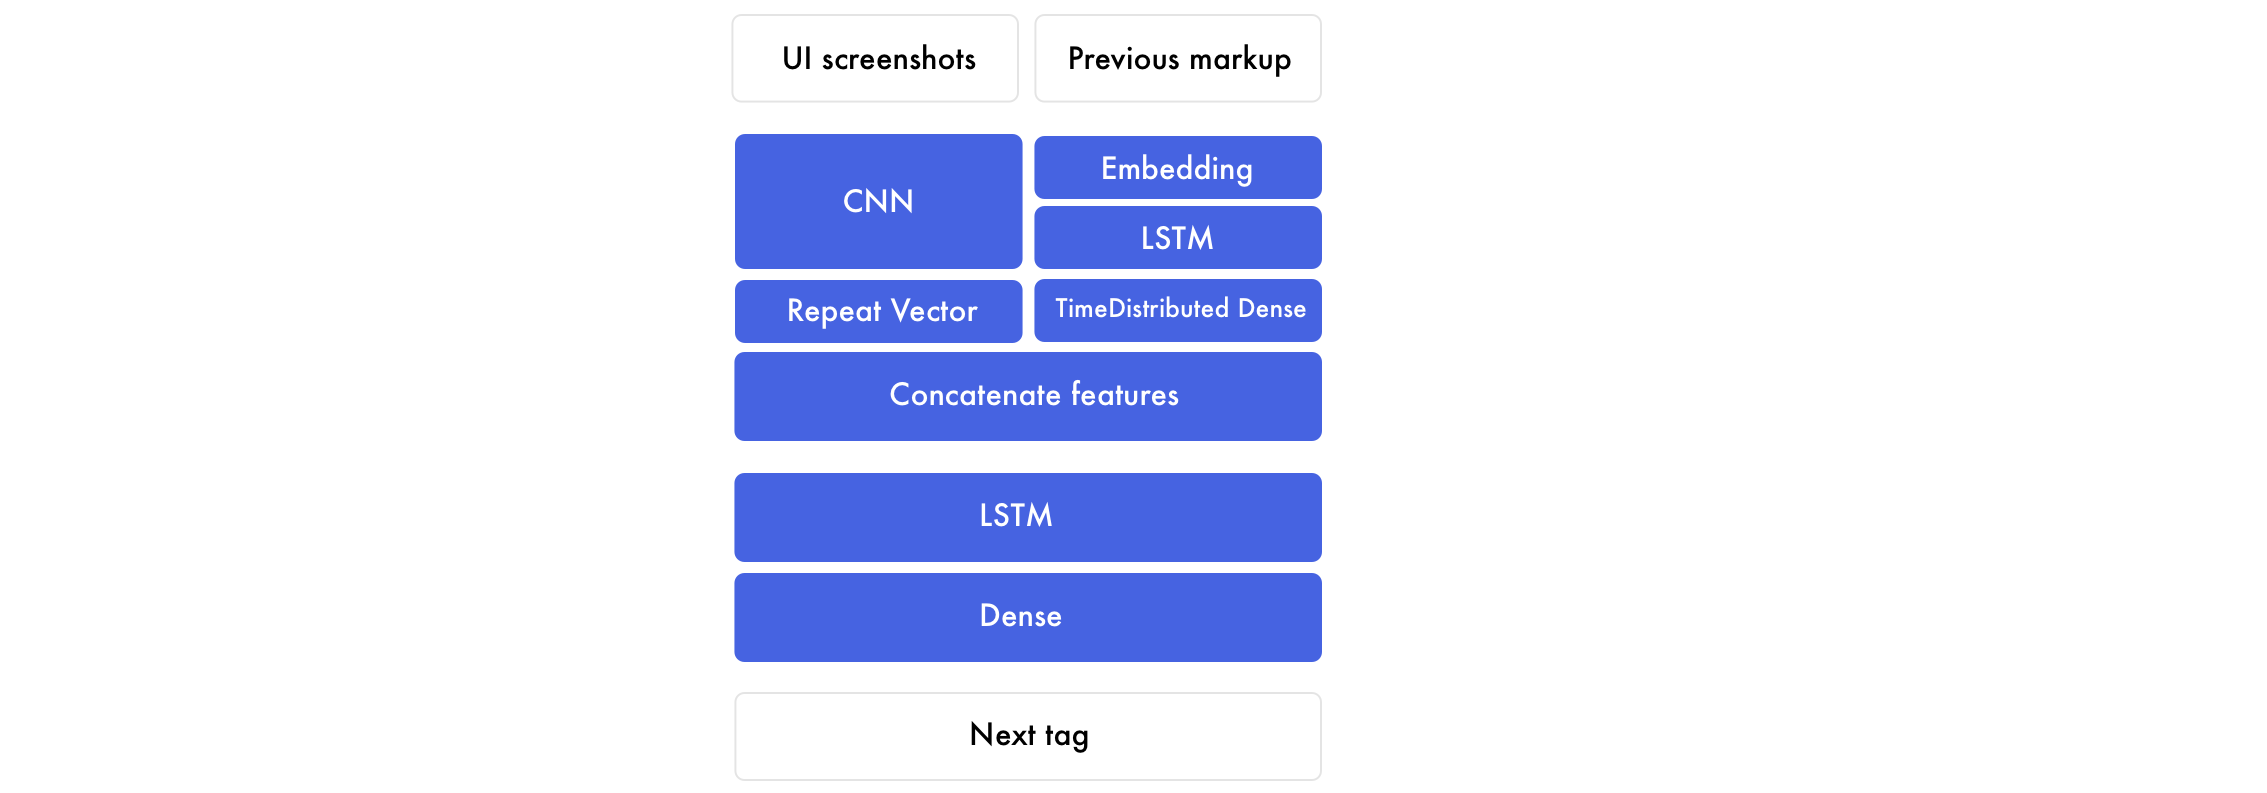 UI screenshots
Previous markup
CNN
Embedding
LSTM
Repeat Vector
TimeDistributed Dense
Concatenate features
LSTM
Dense
Next tag